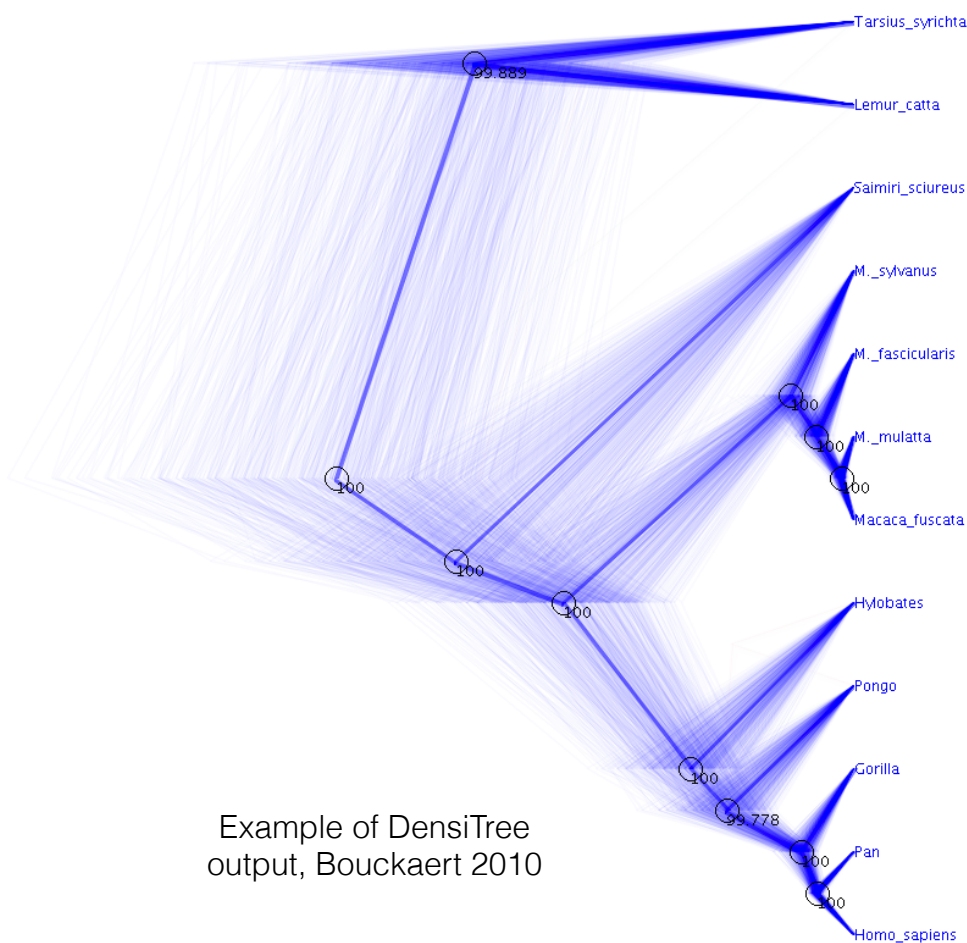 Tarsius_syrichta
99.889
Lemur_catta
Saimiri_sciureus
M._sylvanus
M._fascicularis
100
M._mulatta
100
Macaca_fuscata
100
100
100
100
Hylobates
Pongo
Gorilla
100
99.778
Example of DensiTree
output, Bouckaert 2010
Pan
100
100
Homo_sapiens